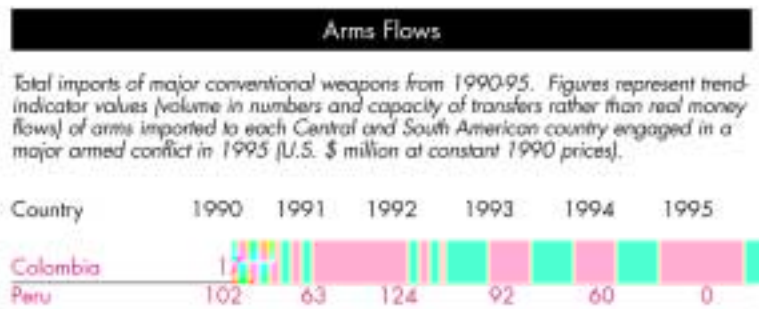 Arms Flows
Total imports of major conventional weapons from 1990-95. Figures represent trend-
indicator values (volume in numbers and capacity of transfers rather than real money
flows) of arms imported to each Central and South American country engaged in a
major armed conflict in 1995 (U.S. $ million at constant 1990 prices).
Country 1990 1991 1992 1993 1994 1995
Colombia
Peru 102 63 124 92 60 0